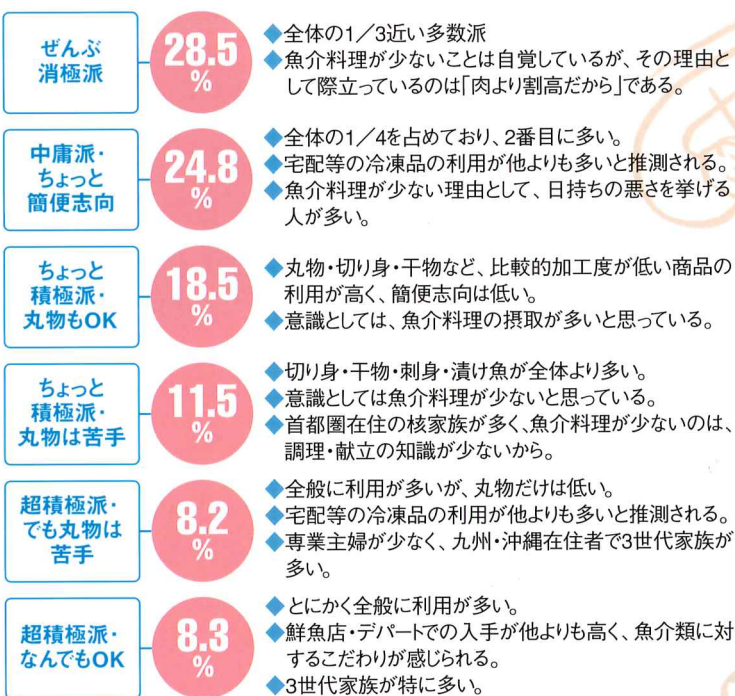 ぜんぶ
消極派
28.5
%
◆全体の1／3近い多数派
◆魚介料理が少ないことは自覚しているが、その理由と
して際立っているのは「肉より割高だから」である。
中庸派・
ちょっと
簡便志向
24.8
%
◆全体の1／4を占めており、2番目に多い。
◆宅配等の冷凍品の利用が他よりも多いと推測される。
◆魚介料理が少ない理由として、日持ちの悪さを挙げる
人が多い。
ちょっと
積極派・
丸物もOK
18.5
%
◆丸物・切り身・干物など、比較的加工度が低い商品の
利用が高く、簡便志向は低い。
◆意識としては、魚介料理の摂取が多いと思っている。
ちょっと
積極派・
丸物は苦手
11.5
%
◆切り身・干物・刺身・漬け魚が全体より多い。
◆意識としては魚介料理が少ないと思っている。
◆首都圏在住の核家族が多く、魚介料理が少ないのは、
調理・献立の知識が少ないから。
超積極派・
でも丸物は
苦手
8.2
%
◆全般に利用が多いが、丸物だけは低い。
◆宅配等の冷凍品の利用が他よりも多いと推測される。
◆専業主婦が少なく、九州・沖縄在住者で3世代家族が
多い。
超積極派・
なんでもOK
8.3
%
◆とにかく全般に利用が多い。
◆鮮魚店・デパートでの入手が他よりも高く、魚介類に対
するこだわりが感じられる。
◆3世代家族が特に多い。